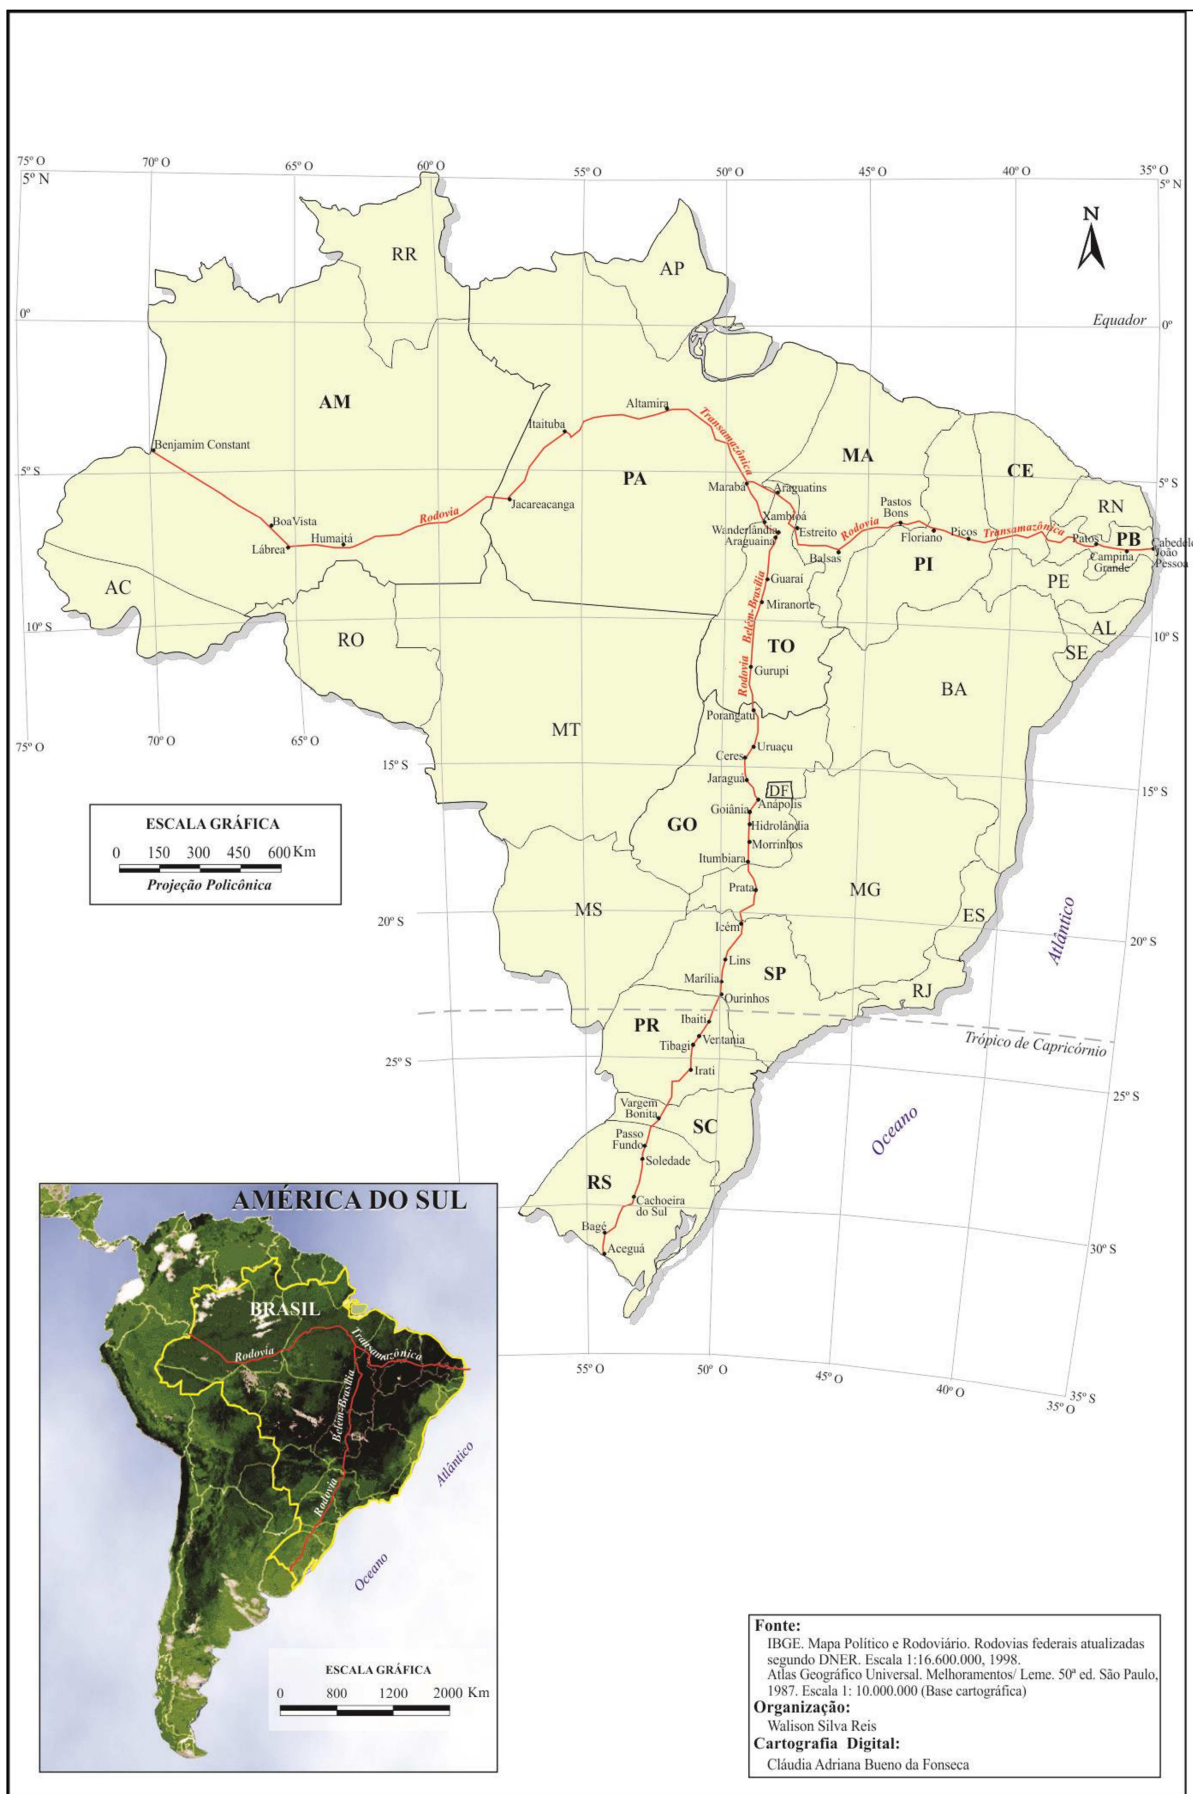 75º O
70º O
65º O
60º O
55º O
50º O
45º O
40º O
35º O
5º N
5º N
N
RR
AP
0º
Equador
0º
AM
Altamira
Transamazônica
Itaituba
Benjamim Constant
MA
CE
PA
5º S
5º S
Marabá
Araguatins
Jacareacanga
Pastos
Bons
RN
Rodovia
BoaVista
Xambioá
Rodovia
Estreito
Wanderlândia
Araguaina
Floriano
Picos
Transamazônica
Patos
PB
Cabedelo
João
Pessoa
Humaitá
Lábrea
Balsas
Campina
Grande
PI
AC
Guaraí
PE
Miranorte
Rodovia Belém-Brasília
10º S
AL
10º S
RO
TO
SE
Gurupi
BA
Porangatu
MT
75º O
70º O
65º O
Uruaçu
Ceres
15º S
Jaraguá
DF
15º S
Anápolis
Goiânia
GO
Hidrolândia
Morrinhos
Itumbiara
ESCALA GRÁFICA
0 150 300 450 600 Km
Projeção Policônica
Prata
MG
MS
ES
20º S
Icém
Atlântico
20º S
Lins
SP
Marília
Ourinhos
RJ
Ibaiti
PR
Ventania
Tibagi
Trópico de Capricórnio
25º S
Irati
25º S
Vargem
Bonita
SC
Oceano
Passo
Fundo
Soledade
RS
Cachoeira
do Sul
Bagé
Aceguá
30º S
55º O
50º O
45º O
40º O
35º S
35º O
AMÉRICA DO SUL
BRASIL
Rodovia
Transamazônica
Belém-Brasília
Rodovia
Atlântico
Oceano
ESCALA GRÁFICA
0 800 1200 2000 Km
Fonte:
IBGE. Mapa Político e Rodoviário. Rodovias federais atualizadas
segundo DNER. Escala 1:16.600.000, 1998.
Atlas Geográfico Universal. Melhoramentos/ Leme. 50ª ed. São Paulo,
1987. Escala 1: 10.000.000 (Base cartográfica)
Organização:
Walison Silva Reis
Cartografia Digital:
Cláudia Adriana Bueno da Fonseca